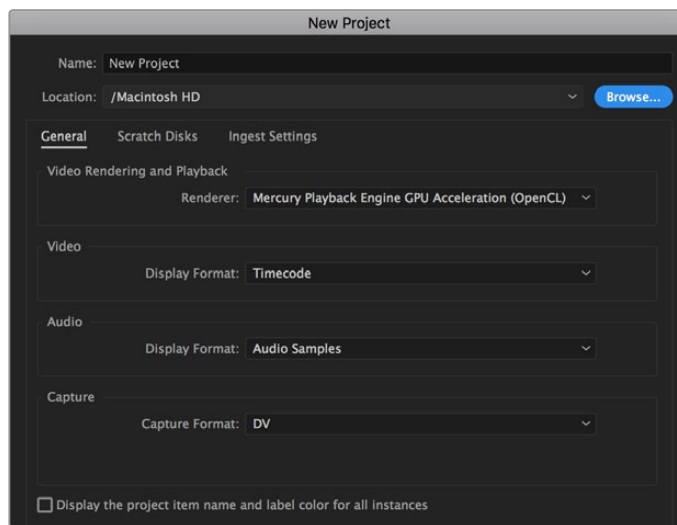 New Project
Name: New Project
Location: /Macintosh HD Browse...
General Scratch Disks Ingest Settings
Video Rendering and Playback
Renderer: Mercury Playback Engine GPU Acceleration (OpenCL)
Video
Display Format: Timecode
Audio
Display Format: Audio Samples
Capture
Capture Format: DV
Display the project item name and label color for all instances